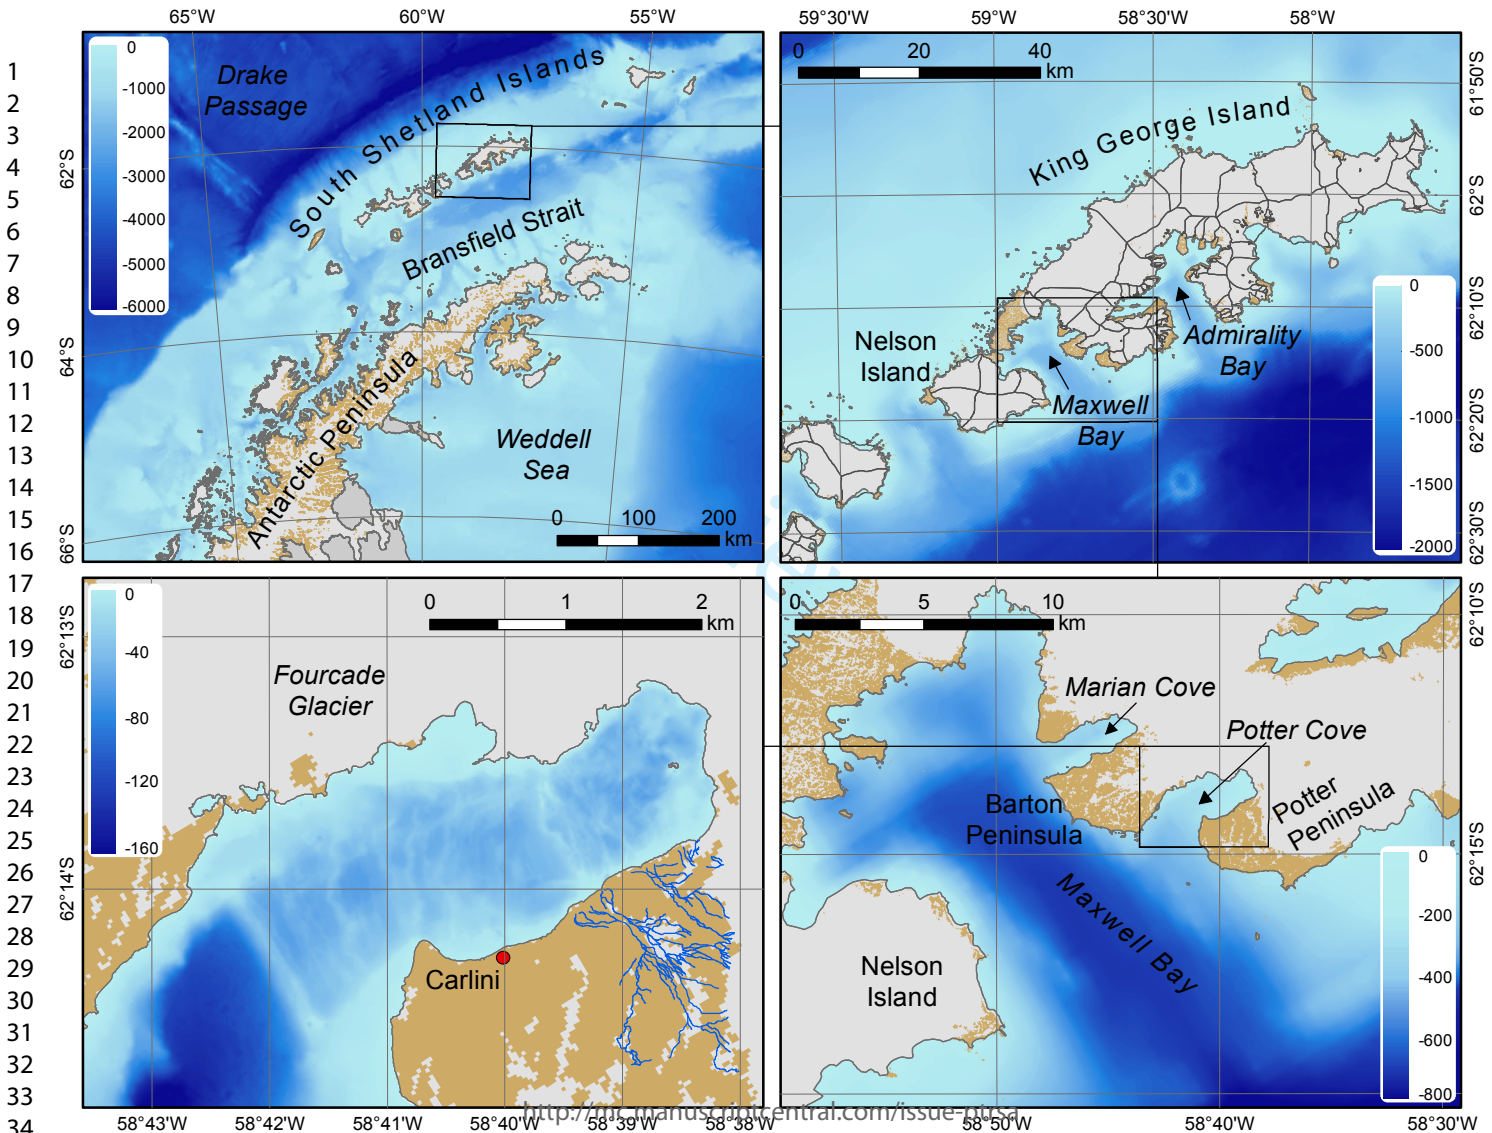 65°W
60°W
55°W
59°30'W
59°W
58°30'W
58°W
1
2
3
4
5
6
7
8
9
10
11
12
13
14
15
16
17
18
19
20
21
22
23
24
25
26
27
28
29
30
31
32
33
34
0
-1000
-2000
-3000
-4000
-5000
-6000
Drake
Passage
South Shetland Islands
Bransfield Strait
Antarctic Peninsula
Weddell
Sea
0
100
200
km
62°S
64°S
66°S
0
20
40
km
King George Island
Nelson
Island
Maxwell
Bay
Admirality
Bay
0
-500
-1000
-1500
-2000
61°50'S
62°S
62°10'S
62°20'S
62°30'S
0
-40
-80
-120
-160
0
1
2
km
Fourcade
Glacier
Carlini
62°13'S
62°14'S
58°43'W
58°42'W
58°41'W
58°40'W
58°39'W
58°38'W
0
5
10
km
Marian Cove
Potter Cove
Barton
Peninsula
Potter
Peninsula
Maxwell Bay
Nelson
Island
0
-200
-400
-600
-800
62°10'S
62°15'S
58°50'W
58°40'W
58°30'W
http://mc.manuscriptcentral.com/issue-ptrsa